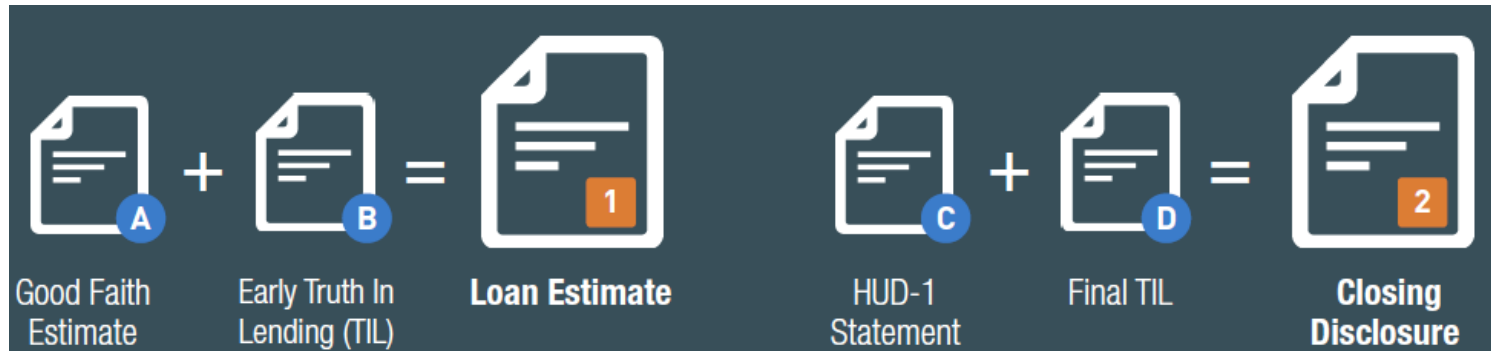 A + B = 1 C + D = 2
Good Faith Early Truth In Loan Estimate HUD-1 Final TIL Closing
Estimate Lending (TIL) Statement Disclosure